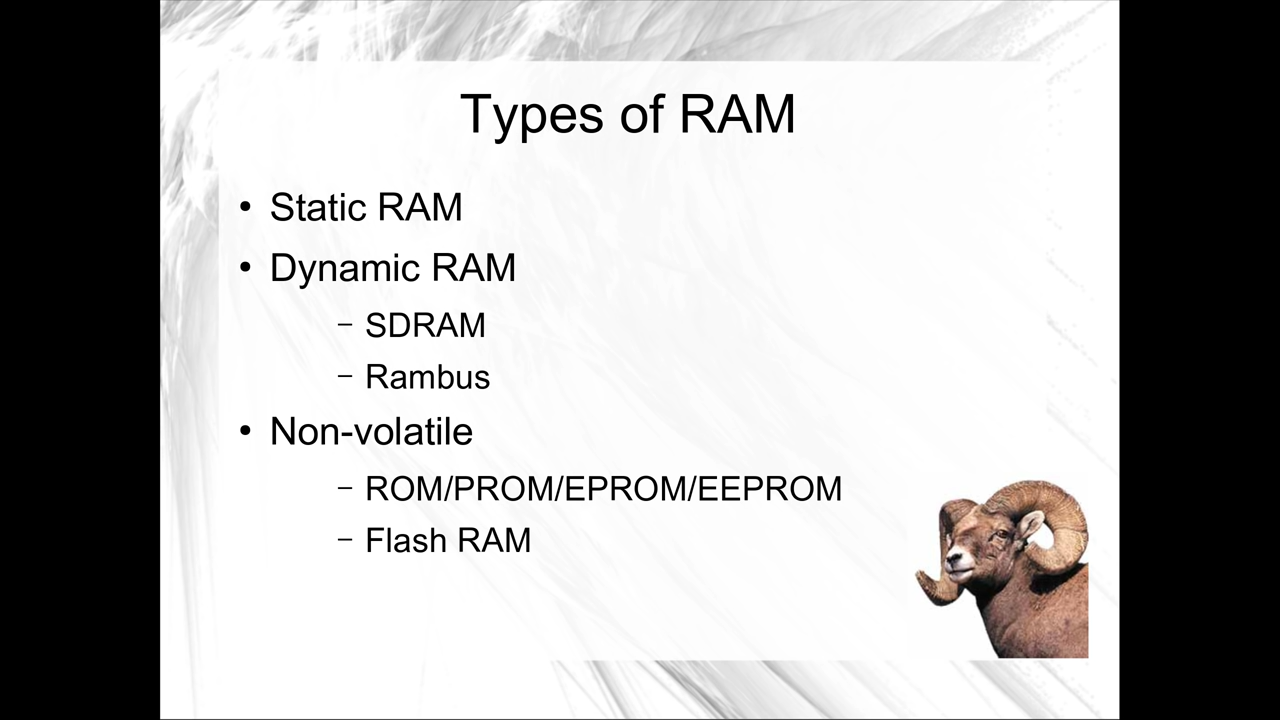 Types of RAM
• Static RAM
• Dynamic RAM
– SDRAM
– Rambus
• Non-volatile
– ROM/PROM/EPROM/EEPROM
– Flash RAM